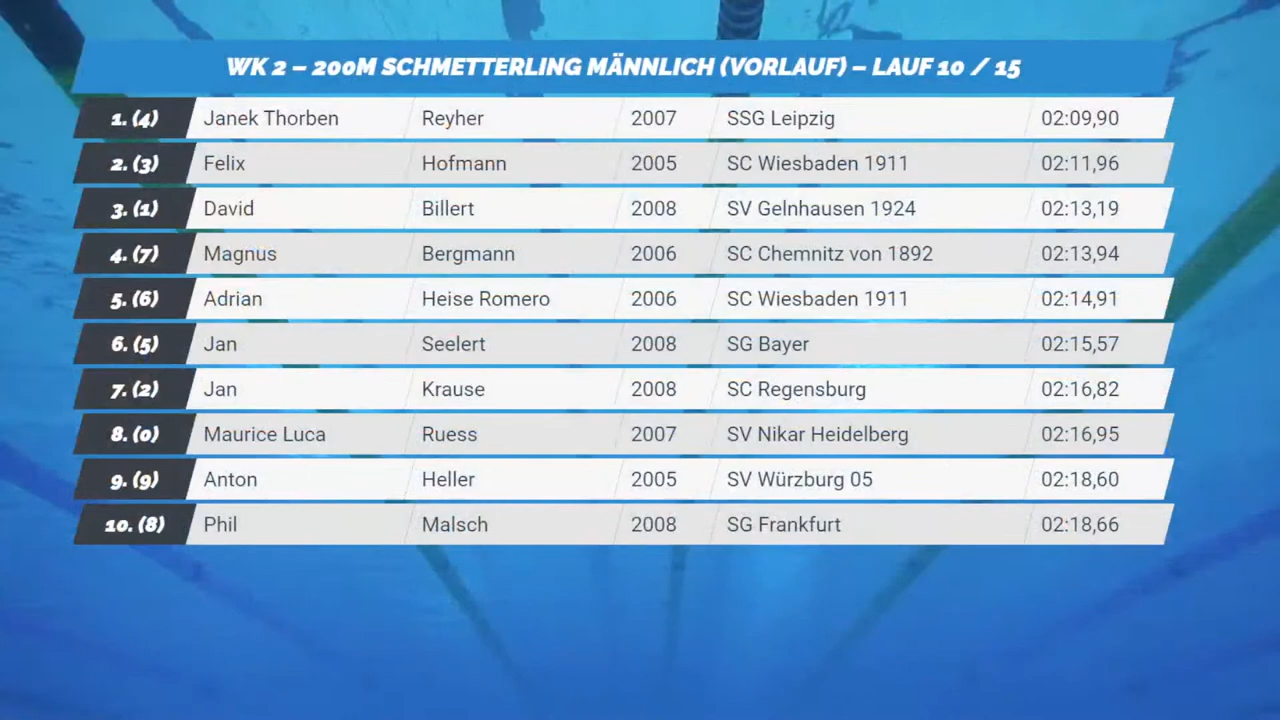 WK 2 – 200M SCHMETTERLING MÄNNLICH (VORLAUF) – LAUF 10 / 15
1. (4) Janek Thorben Reyher 2007 SSG Leipzig 02:09,90
2. (3) Felix Hofmann 2005 SC Wiesbaden 1911 02:11,96
3. (1) David Billert 2008 SV Gelnhausen 1924 02:13,19
4. (7) Magnus Bergmann 2006 SC Chemnitz von 1892 02:13,94
5. (6) Adrian Heise Romero 2006 SC Wiesbaden 1911 02:14,91
6. (5) Jan Seelert 2008 SG Bayer 02:15,57
7. (2) Jan Krause 2008 SC Regensburg 02:16,82
8. (0) Maurice Luca Ruess 2007 SV Nikar Heidelberg 02:16,95
9. (9) Anton Heller 2005 SV Würzburg 05 02:18,60
10. (8) Phil Malsch 2008 SG Frankfurt 02:18,66